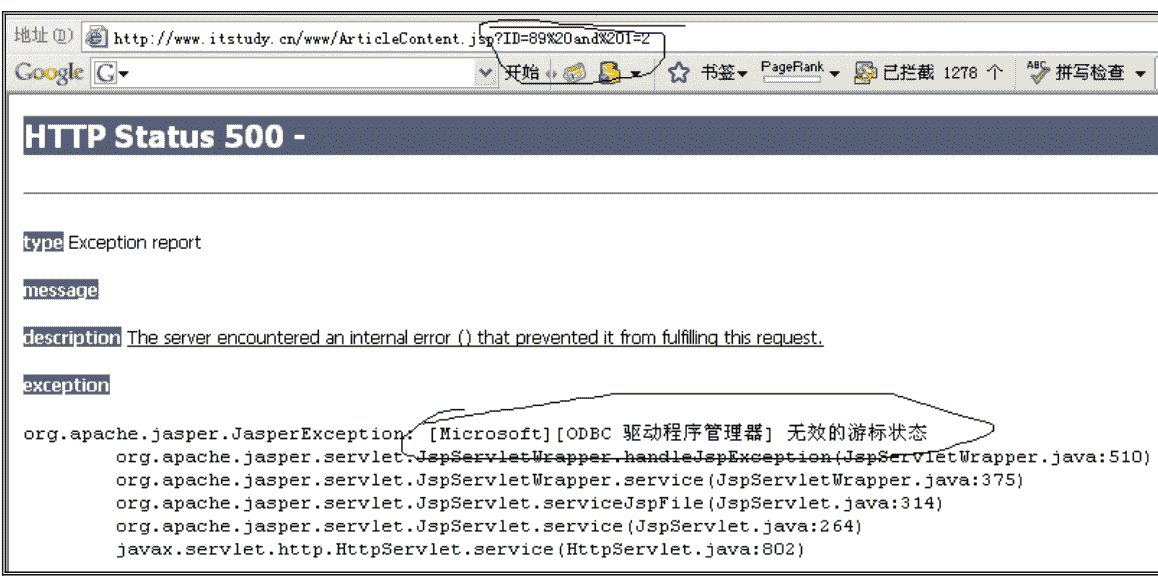 地址(D) http://www.itstudy.cn/www/ArticleContent.jsp?ID=89%20and%201=2
Google G 开始 书签 PageRank 已拦截 1278 个 ABC 拼写检查
HTTP Status 500 -
type Exception report
message
description The server encountered an internal error () that prevented it from fulfilling this request.
exception
org.apache.jasper.JasperException: [Microsoft][ODBC 驱动程序管理器] 无效的游标状态
org.apache.jasper.servlet.JspServletWrapper.handleJspException(JspServletWrapper.java:510)
org.apache.jasper.servlet.JspServletWrapper.service(JspServletWrapper.java:375)
org.apache.jasper.servlet.JspServlet.serviceJspFile(JspServlet.java:314)
org.apache.jasper.servlet.JspServlet.service(JspServlet.java:264)
javax.servlet.http.HttpServlet.service(HttpServlet.java:802)